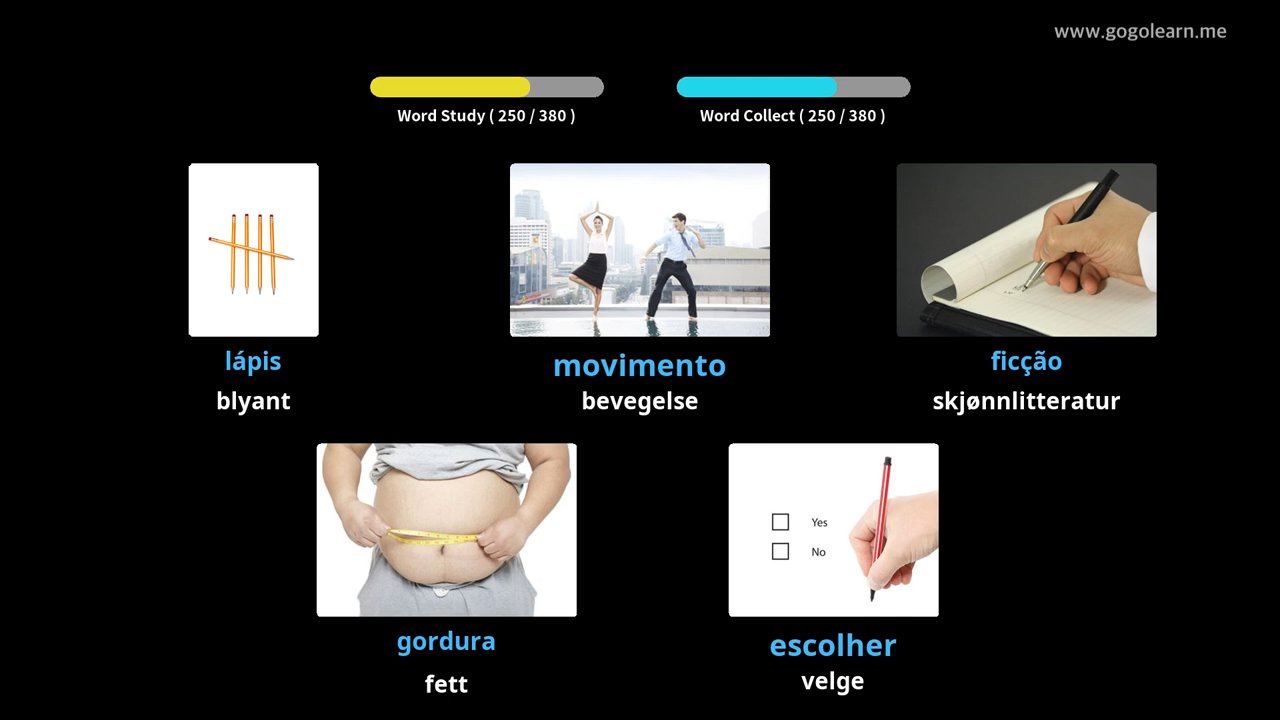 www.gogolearn.me
Word Study ( 250 / 380 )
Word Collect ( 250 / 380 )
lápis
blyant
movimento
bevegelse
ficção
skjønnlitteratur
gordura
fett
Yes
No
escolher
velge